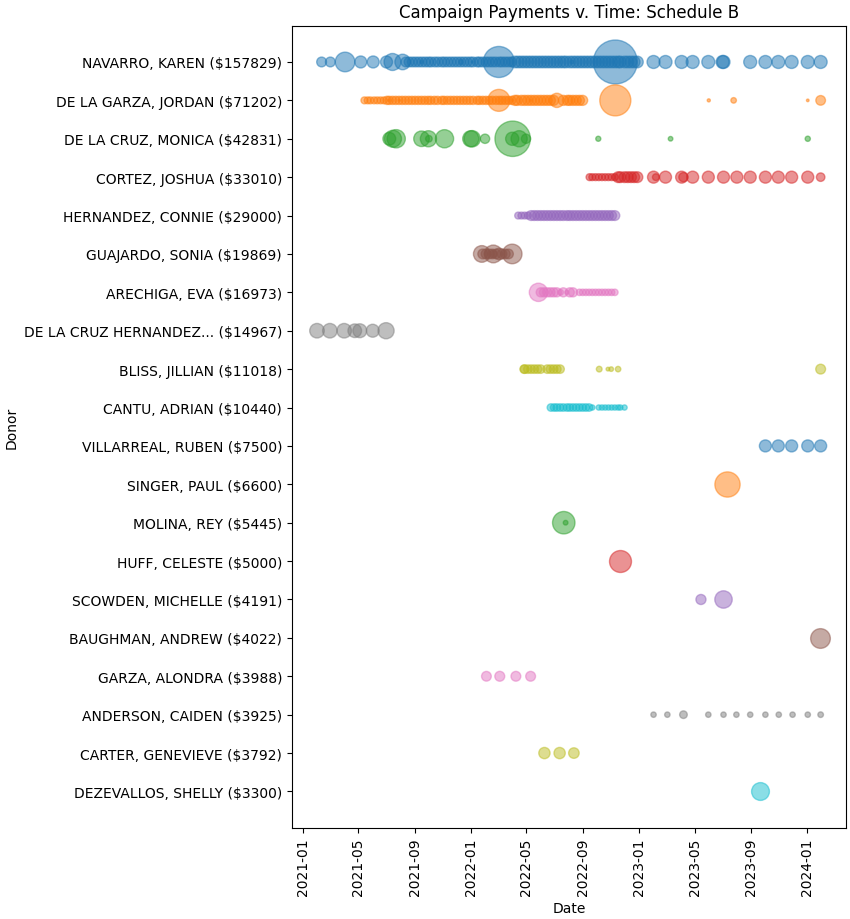 Campaign Payments v. Time: Schedule B
NAVARRO, KAREN ($157829)
DE LA GARZA, JORDAN ($71202)
DE LA CRUZ, MONICA ($42831)
CORTEZ, JOSHUA ($33010)
HERNANDEZ, CONNIE ($29000)
GUAJARDO, SONIA ($19869)
ARECHIGA, EVA ($16973)
DE LA CRUZ HERNANDEZ... ($14967)
BLISS, JILLIAN ($11018)
CANTU, ADRIAN ($10440)
VILLARREAL, RUBEN ($7500)
SINGER, PAUL ($6600)
MOLINA, REY ($5445)
HUFF, CELESTE ($5000)
SCOWDEN, MICHELLE ($4191)
BAUGHMAN, ANDREW ($4022)
GARZA, ALONDRA ($3988)
ANDERSON, CAIDEN ($3925)
CARTER, GENEVIEVE ($3792)
DEZEVALLOS, SHELLY ($3300)
Donor
2021-01
2021-05
2021-09
2022-01
2022-05
2022-09
2023-01
2023-05
2023-09
2024-01
Date